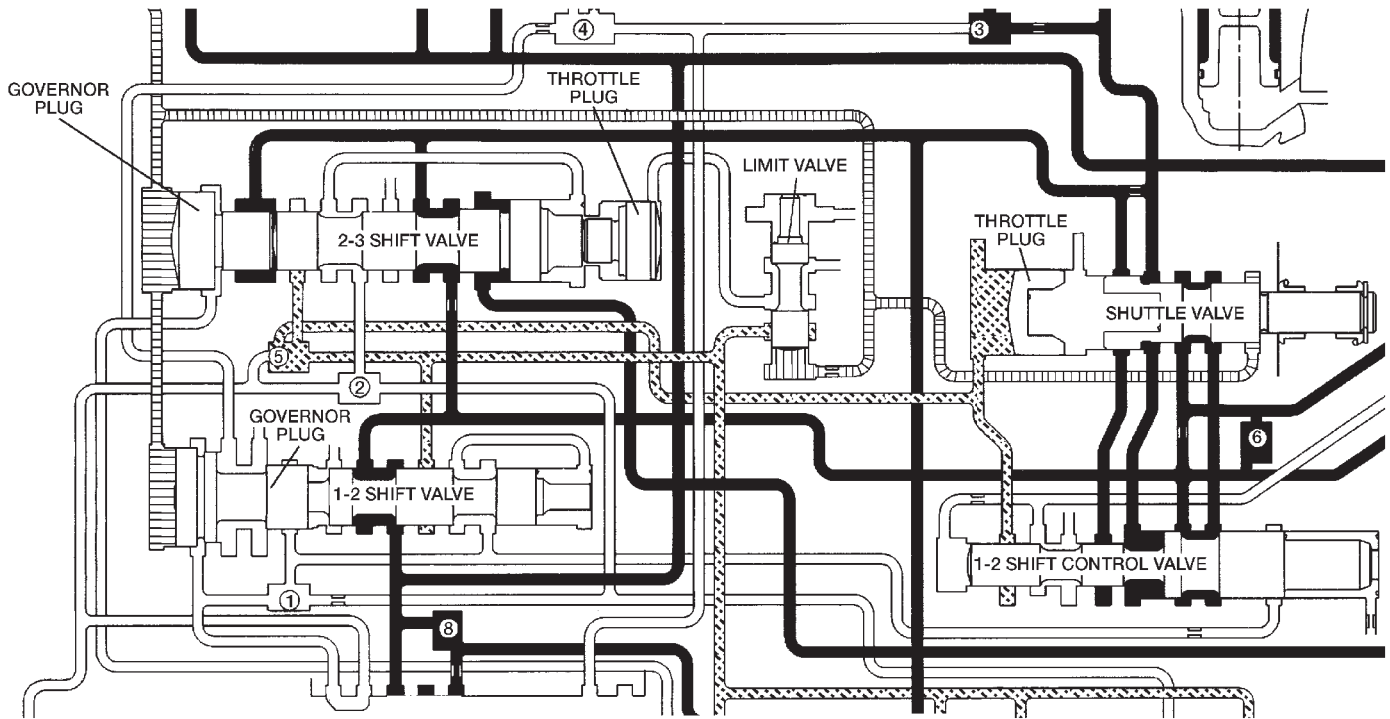 ④
③
GOVERNOR
PLUG
THROTTLE
PLUG
LIMIT VALVE
THROTTLE
PLUG
2-3 SHIFT VALVE
SHUTTLE VALVE
⑤
②
GOVERNOR
PLUG
⑥
1-2 SHIFT VALVE
1-2 SHIFT CONTROL VALVE
①
⑧